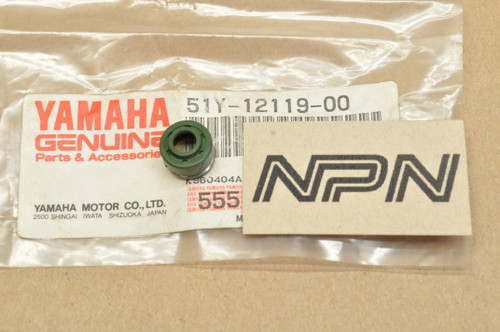 YAMAHA 51Y-12119-00
GENUINE
Parts & Accessories
YAMAHA MOTOR CO., LTD.
2500 SHINGAI IWATA SHIZUOKA JAPAN
555
NPN